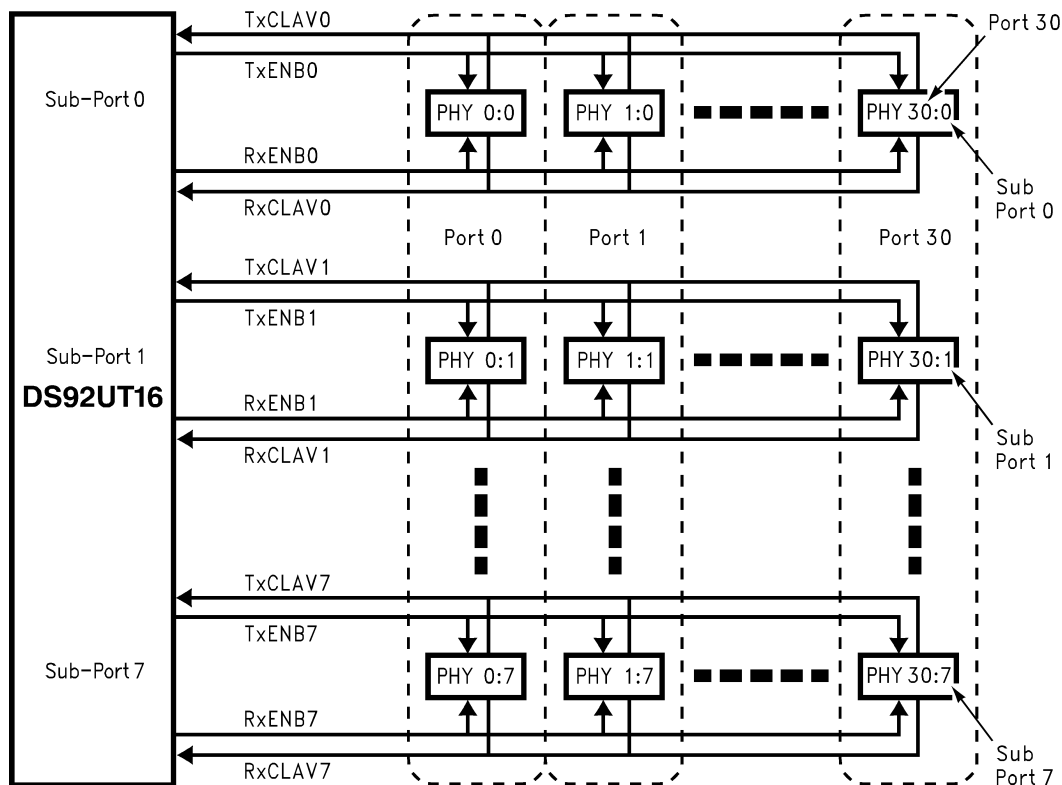 TxCLAV0
Port 30
TxENB0
Sub-Port 0
PHY 0:0
PHY 1:0
PHY 30:0
RxENB0
Sub
Port 0
RxCLAV0
Port 0
Port 1
Port 30
TxCLAV1
TxENB1
Sub-Port 1
PHY 0:1
PHY 1:1
PHY 30:1
DS92UT16
RxENB1
Sub
Port 1
RxCLAV1
TxCLAV7
TxENB7
Sub-Port 7
PHY 0:7
PHY 1:7
PHY 30:7
RxENB7
Sub
Port 7
RxCLAV7